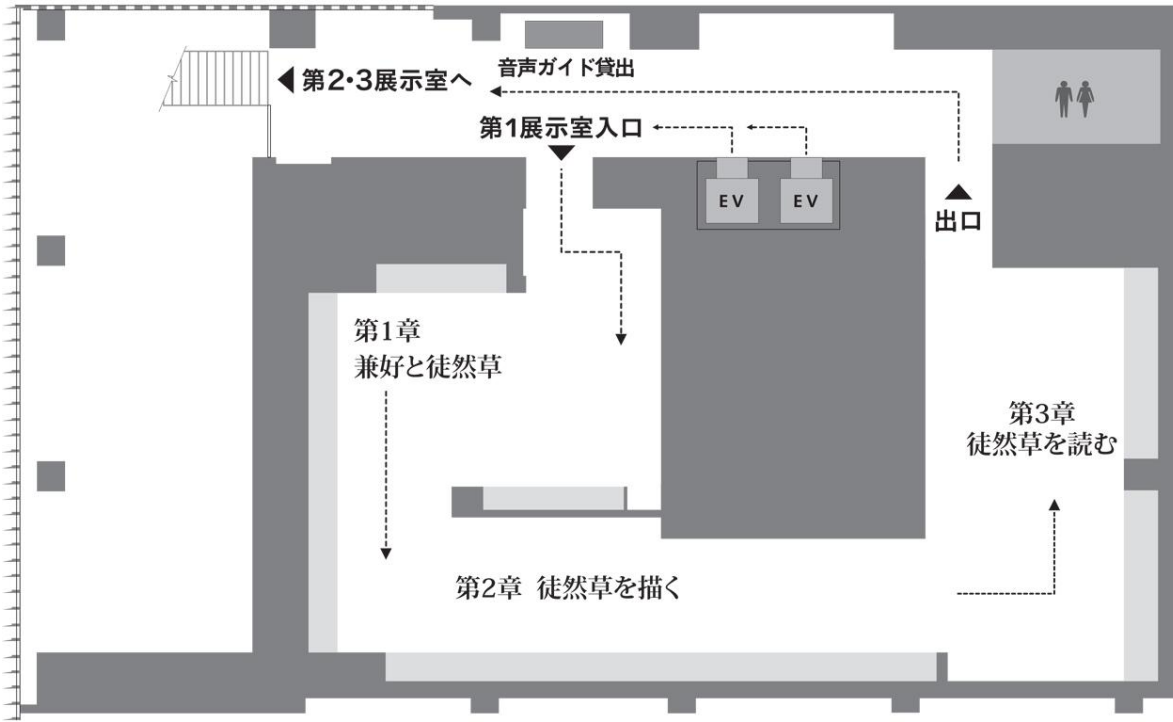 音声ガイド貸出
第2・3展示室へ
第1展示室入口
EV
EV
出口
第1章
兼好と徒然草
第3章
徒然草を読む
第2章 徒然草を描く